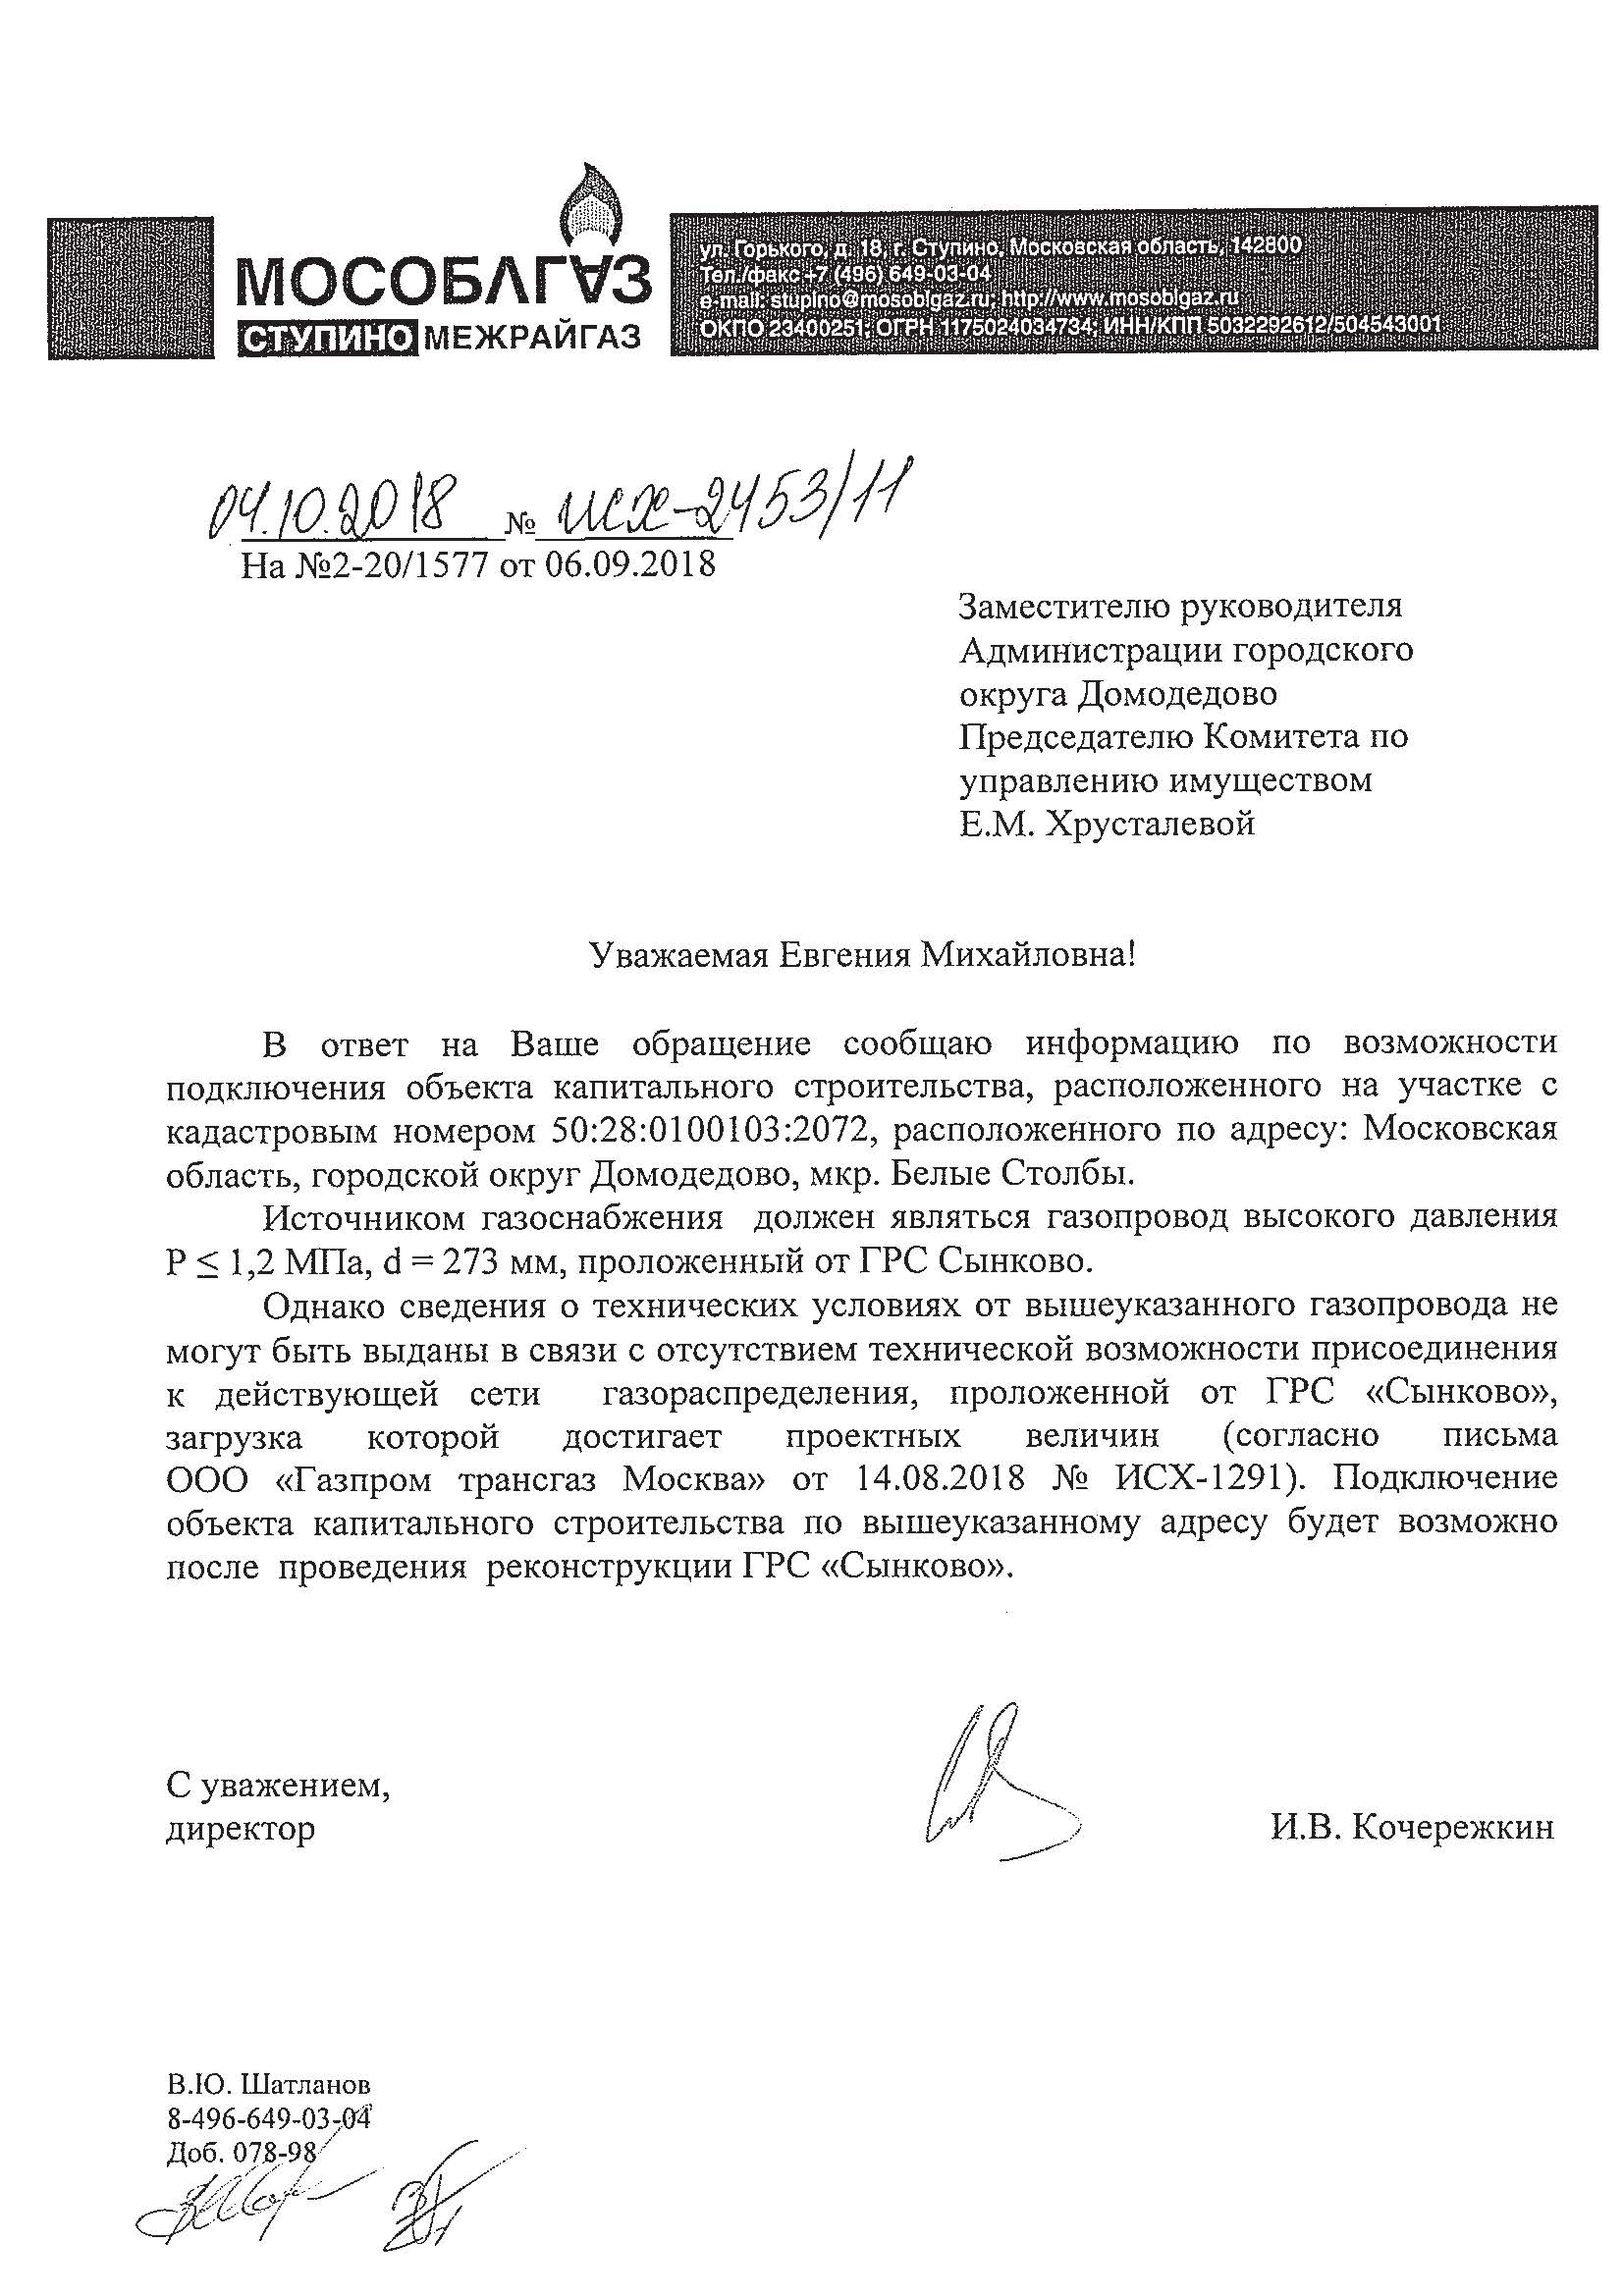 МОСОБЛГАЗ
СТУПИНО МЕЖРАЙГАЗ
ул. Горького, д. 18, г. Ступино, Московская область, 142800
Тел./факс +7 (496) 649-03-04
e-mail: stupino@mosoblgaz.ru; http://www.mosoblgaz.ru
ОКПО 23400251; ОГРН 1175024034734; ИНН/КПП 5032292612/504543001
04.10.2018 № исх-2453/11
На №2-20/1577 от 06.09.2018
Заместителю руководителя
Администрации городского
округа Домодедово
Председателю Комитета по
управлению имуществом
Е.М. Хрусталевой
Уважаемая Евгения Михайловна!
В ответ на Ваше обращение сообщаю информацию по возможности
подключения объекта капитального строительства, расположенного на участке с
кадастровым номером 50:28:0100103:2072, расположенного по адресу: Московская
область, городской округ Домодедово, мкр. Белые Столбы.
Источником газоснабжения должен являться газопровод высокого давления
Р ≤ 1,2 МПа, d = 273 мм, проложенный от ГРС Сынково.
Однако сведения о технических условиях от вышеуказанного газопровода не
могут быть выданы в связи с отсутствием технической возможности присоединения
к действующей сети газораспределения, проложенной от ГРС «Сынково»,
загрузка которой достигает проектных величин (согласно письма
ООО «Газпром трансгаз Москва» от 14.08.2018 № ИСХ-1291). Подключение
объекта капитального строительства по вышеуказанному адресу будет возможно
после проведения реконструкции ГРС «Сынково».
С уважением,
директор И.В. Кочережкин
В.Ю. Шатланов
8-496-649-03-04
Доб. 078-98